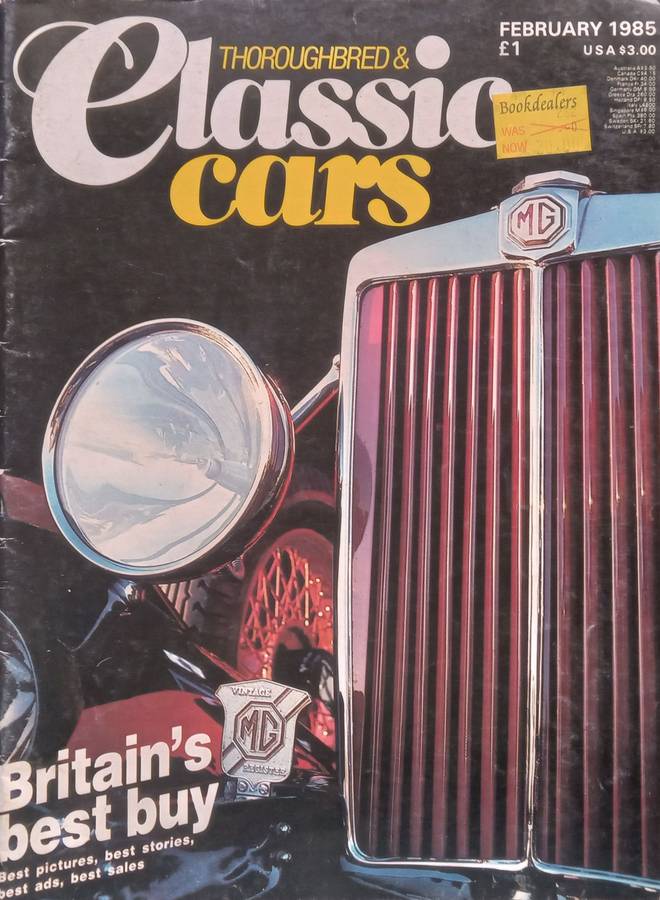 THOROUGHBRED &
Classic
cars
FEBRUARY 1985
£1 USA $3.00
Bookdealers
WAS
NOW
MG
VINTAGE
MG
REGISTER
Britain's
best buy
Best pictures, best stories,
best ads, best sales